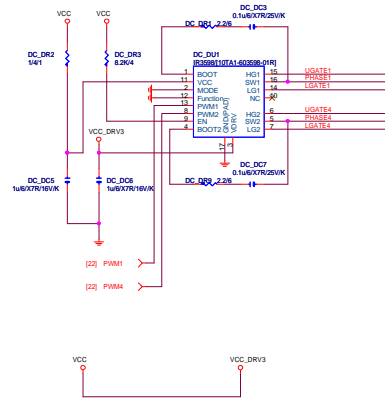 VCC
VCC
DC_DC3
0.1u/6/X7R/25V/K
DC_DR1
2.2/6
DC_DR2
1/4/1
DC_DR3
8.2K/4
DC_DU1
IR3598[10TA1-603598-01R]
1 BOOT HG1 15 UGATE1
11 VCC SW1 16 PHASE1
2 MODE LG1 14 LGATE1
12 Function NC 10
13 PWM1
8 PWM2 HG2 6 UGATE4
9 EN SW2 5 PHASE4
4 BOOT2 LG2 7 LGATE4
GND(PAD) VDRV
17 3
VCC_DRV3
DC_DC5
1u/6/X7R/16V/K
DC_DC6
1u/6/X7R/16V/K
DC_DC7
0.1u/6/X7R/25V/K
DC_DR9
2.2/6
[22] PWM1
[22] PWM4
VCC
VCC_DRV3